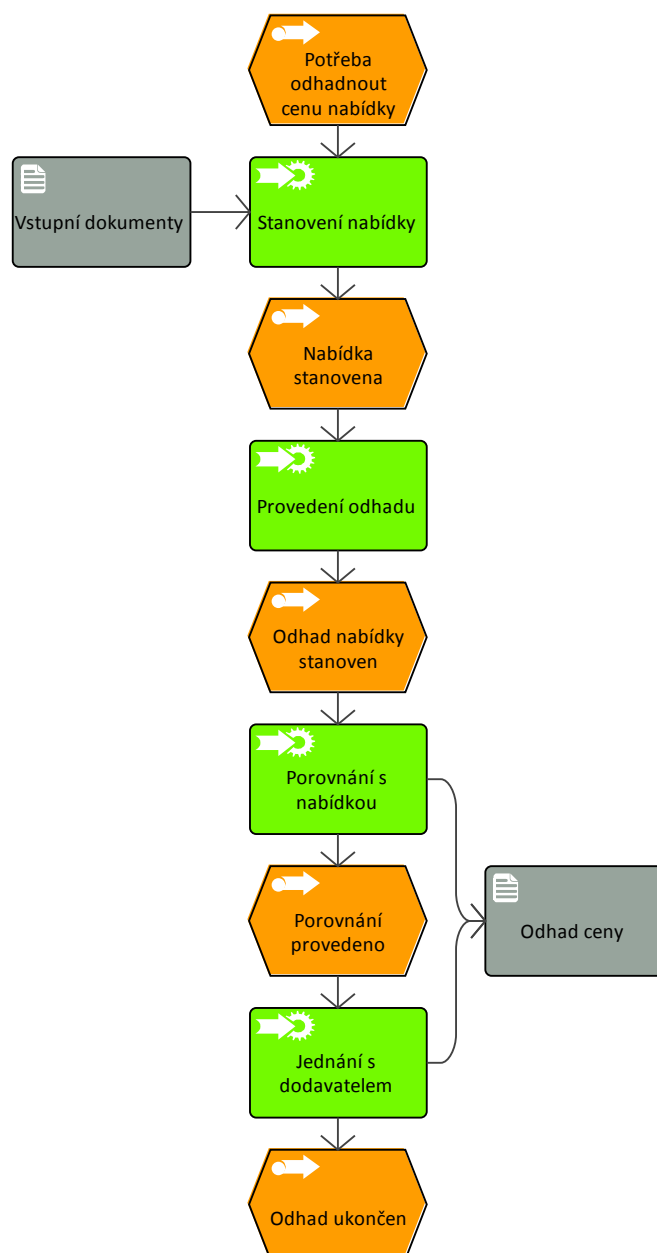 Potřeba
odhadnout
cenu nabídky
Vstupní dokumenty
Stanovení nabídky
Nabídka
stanovena
Provedení odhadu
Odhad nabídky
stanoven
Porovnání s
nabídkou
Porovnání
provedeno
Odhad ceny
Jednání s
dodavatelem
Odhad ukončen